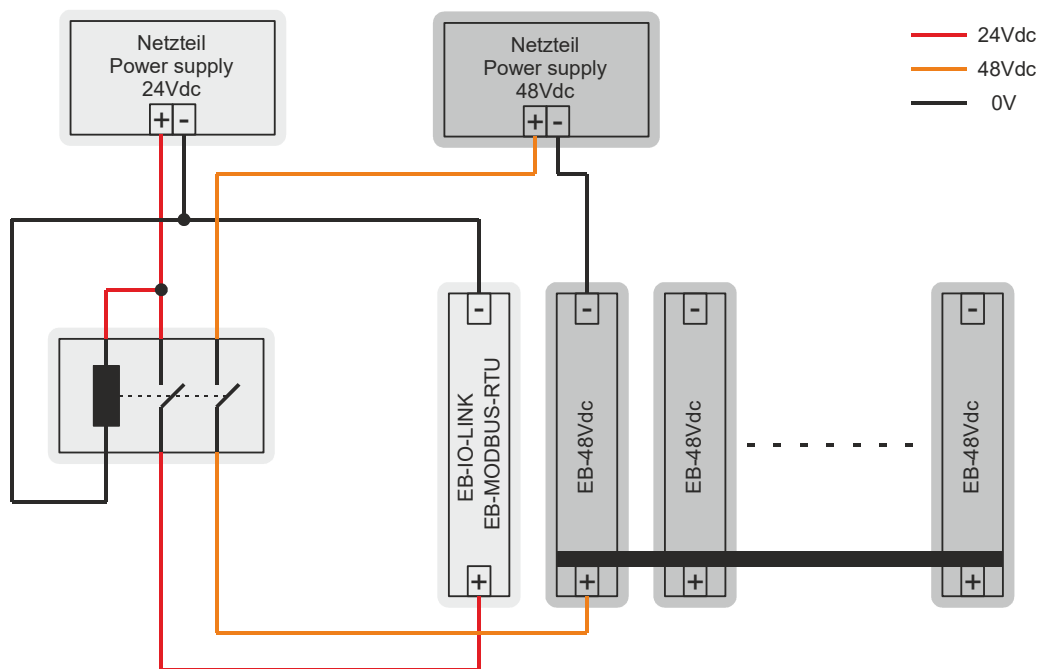 Netzteil
Power supply
24Vdc
+ -
Netzteil
Power supply
48Vdc
+ -
24Vdc
48Vdc
0V
-
-
-
-
EB-IO-LINK
EB-MODBUS-RTU
EB-48Vdc
EB-48Vdc
EB-48Vdc
+
+
+
+